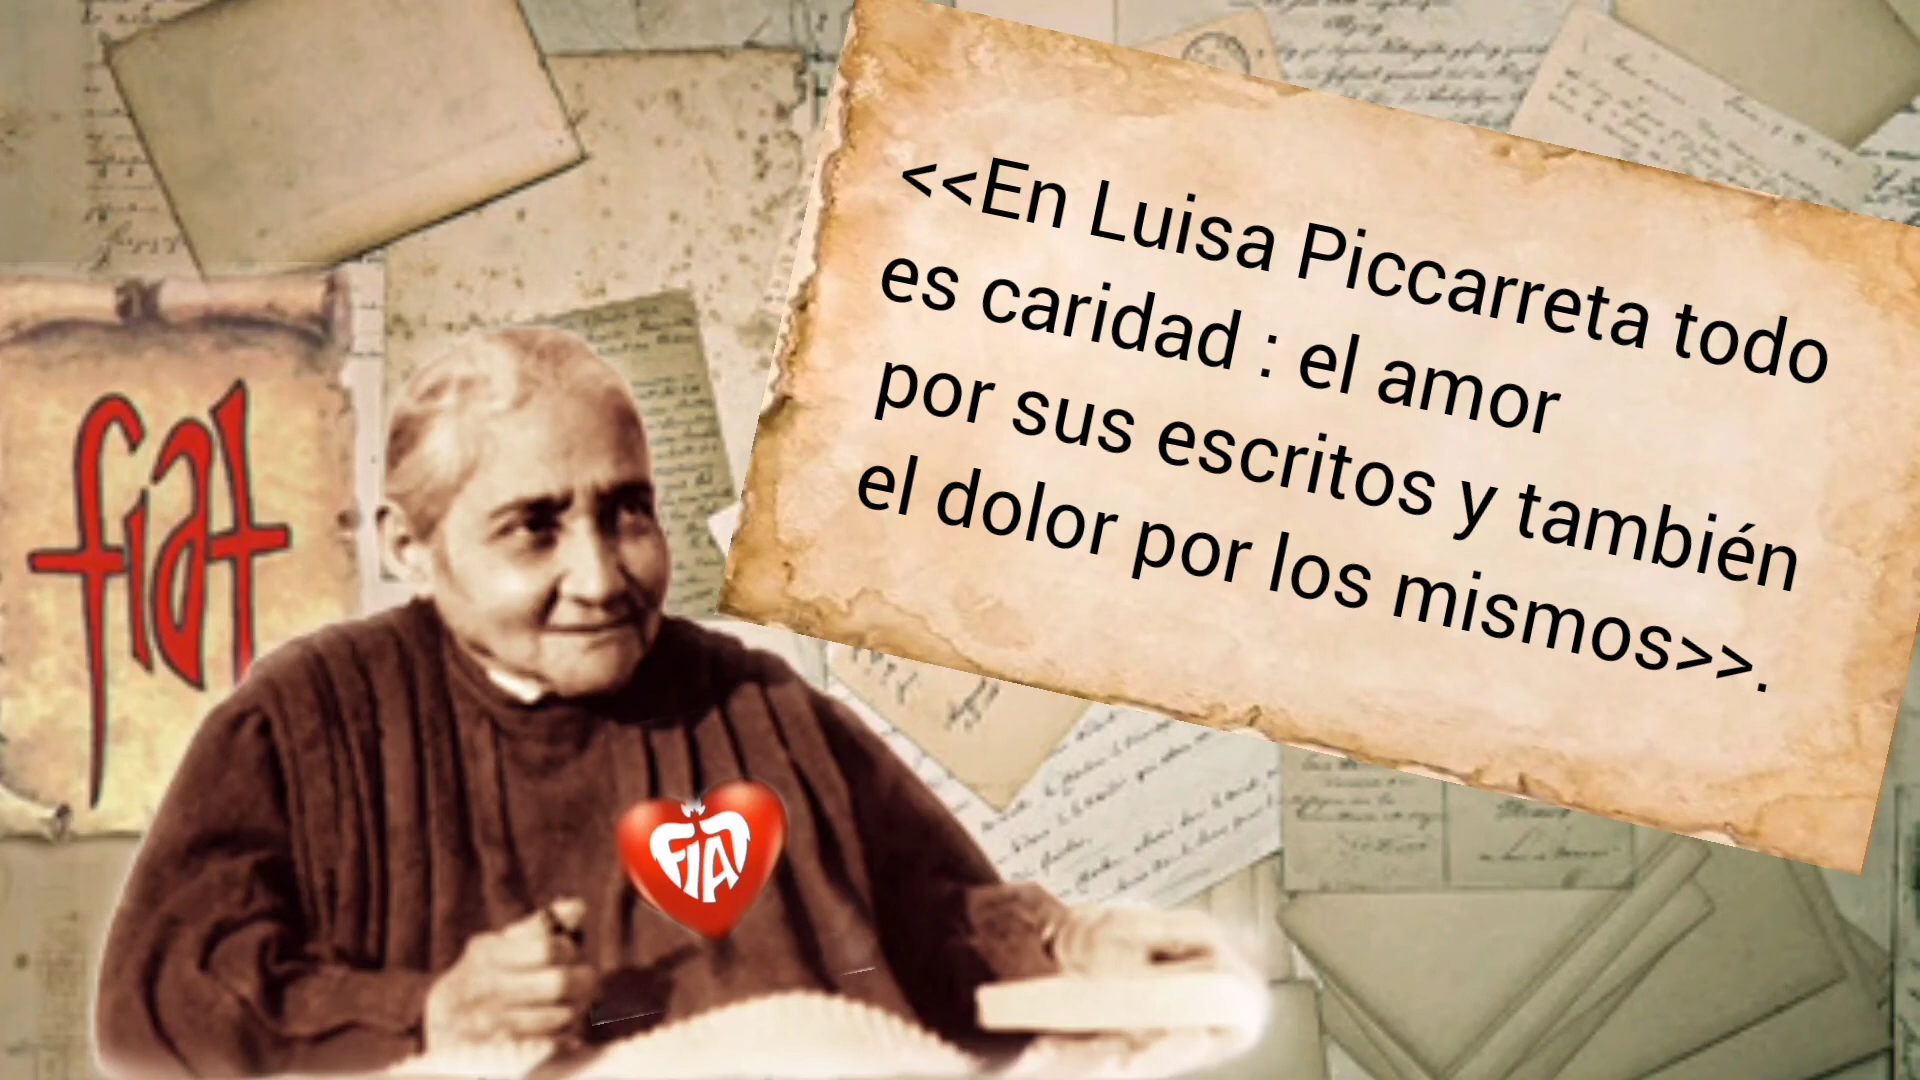 <<En Luisa Piccarreta todo
es caridad : el amor
por sus escritos y también
el dolor por los mismos>>.
fiat
FIAT